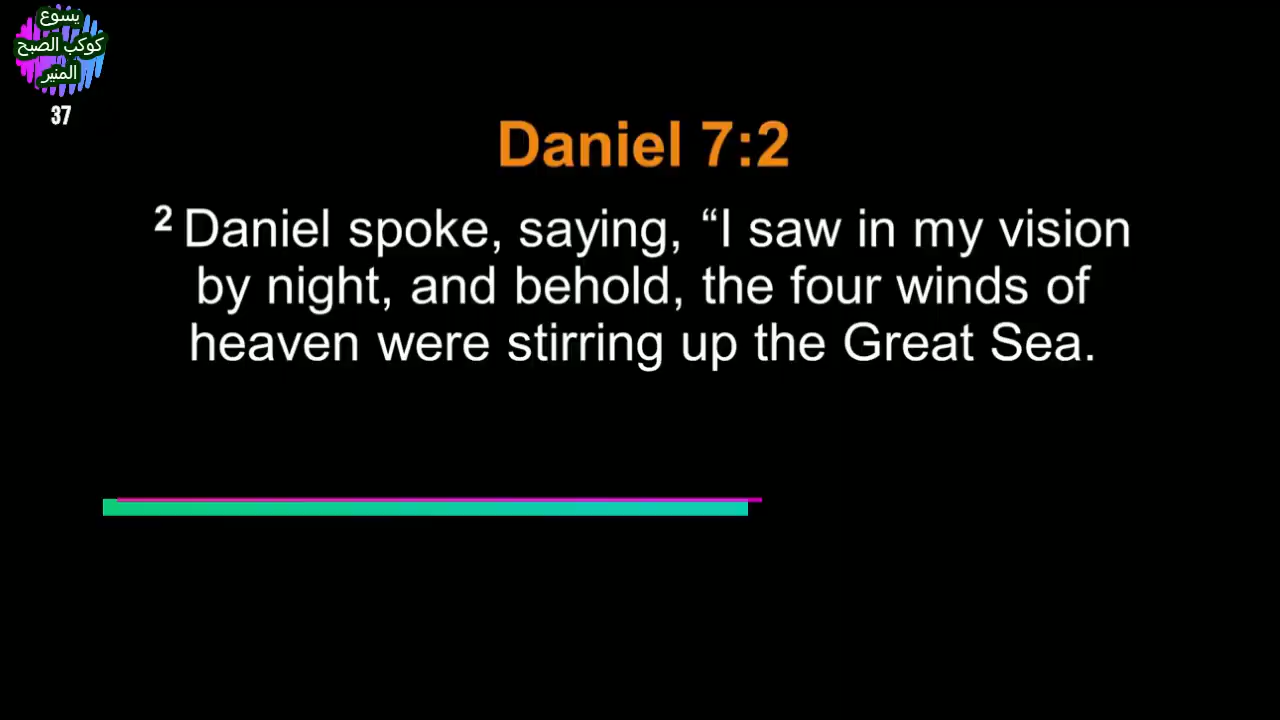 يسوع
كوكب الصبح
المنير
37
Daniel 7:2
2 Daniel spoke, saying, “I saw in my vision
by night, and behold, the four winds of
heaven were stirring up the Great Sea.